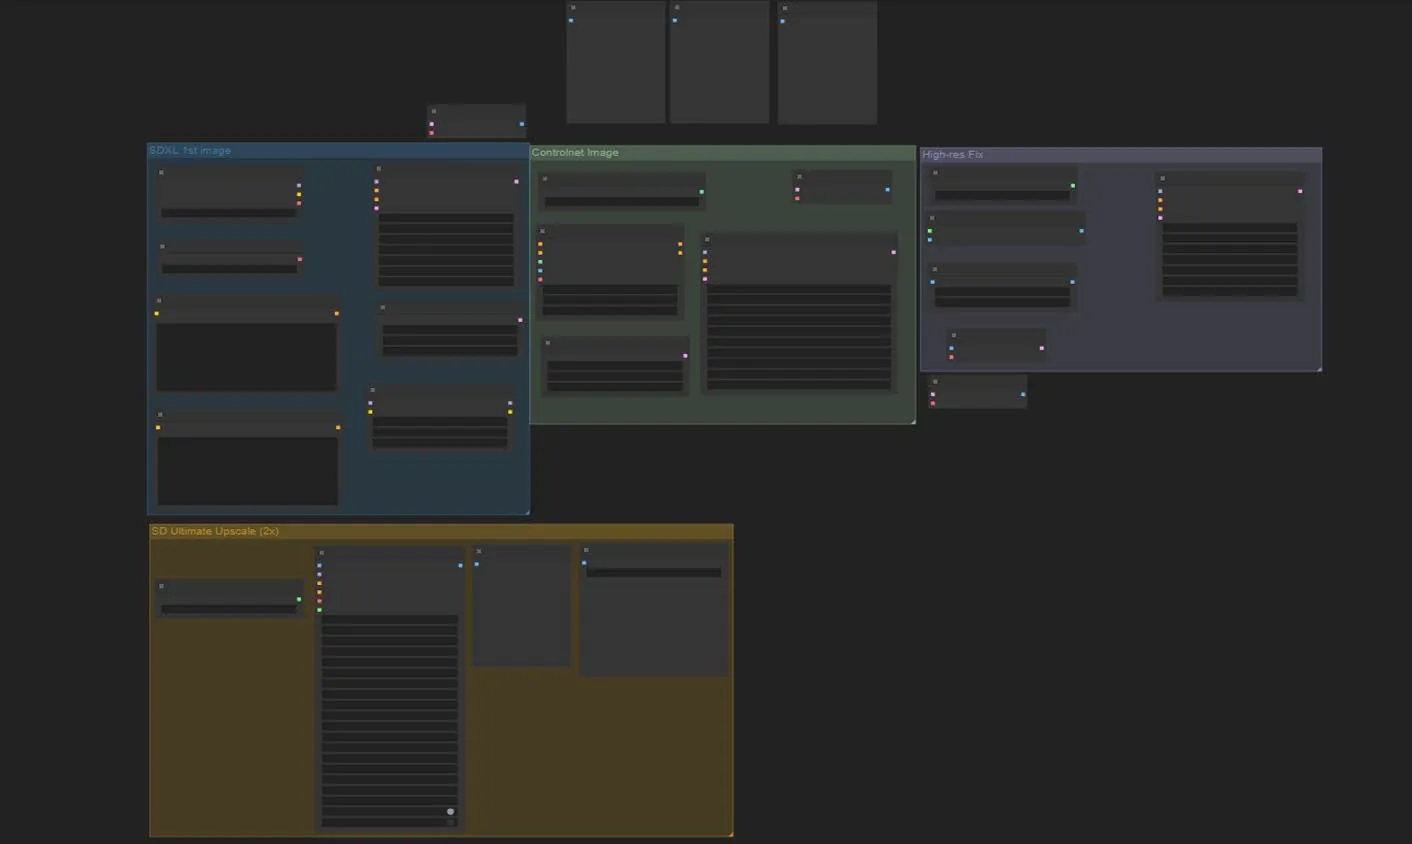 SDXL 1st image
Controlnet Image
High-res Fix
SD Ultimate Upscale (2x)